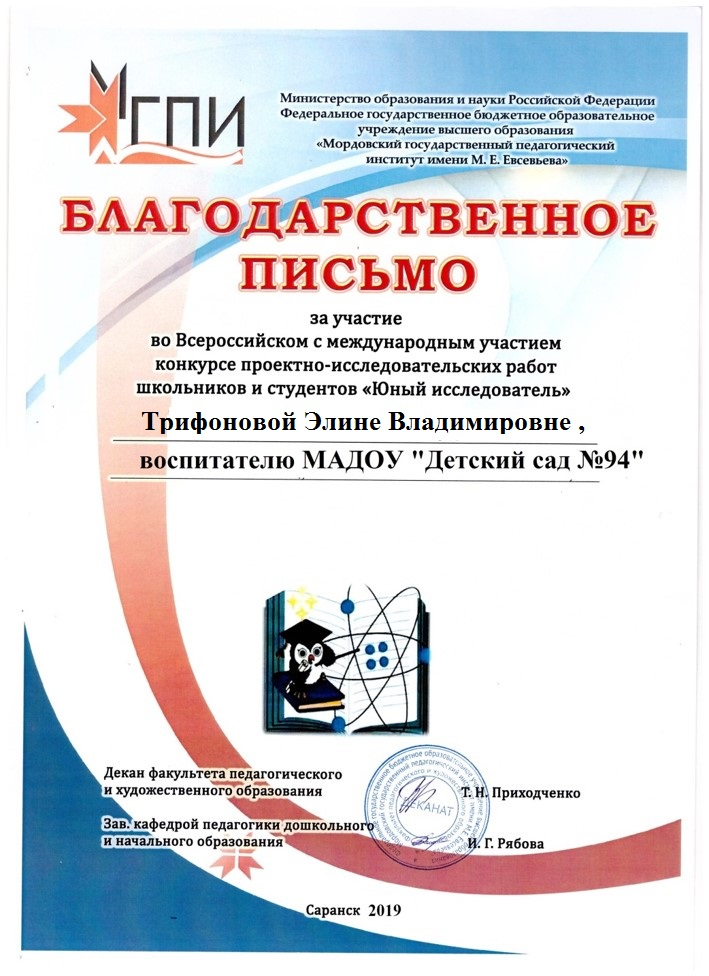 МГПИ
Министерство образования и науки Российской Федерации
Федеральное государственное бюджетное образовательное
учреждение высшего образования
«Мордовский государственный педагогический
институт имени М. Е. Евсевьева»
БЛАГОДАРСТВЕННОЕ
ПИСЬМО
за участие
во Всероссийском с международным участием
конкурсе проектно-исследовательских работ
школьников и студентов «Юный исследователь»
Трифоновой Элине Владимировне ,
воспитателю МАДОУ "Детский сад №94"
Декан факультета педагогического
и художественного образования
Т. Н. Приходченко
ДЕКАНАТ
Зав. кафедрой педагогики дошкольного
и начального образования
И. Г. Рябова
Саранск 2019